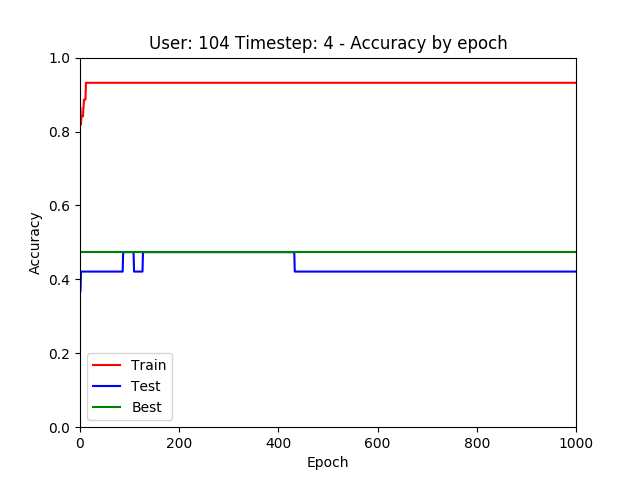 User: 104 Timestep: 4 - Accuracy by epoch
1.0
0.8
0.6
0.4
0.2
0.0
Accuracy
Train
Test
Best
0 200 400 600 800 1000
Epoch